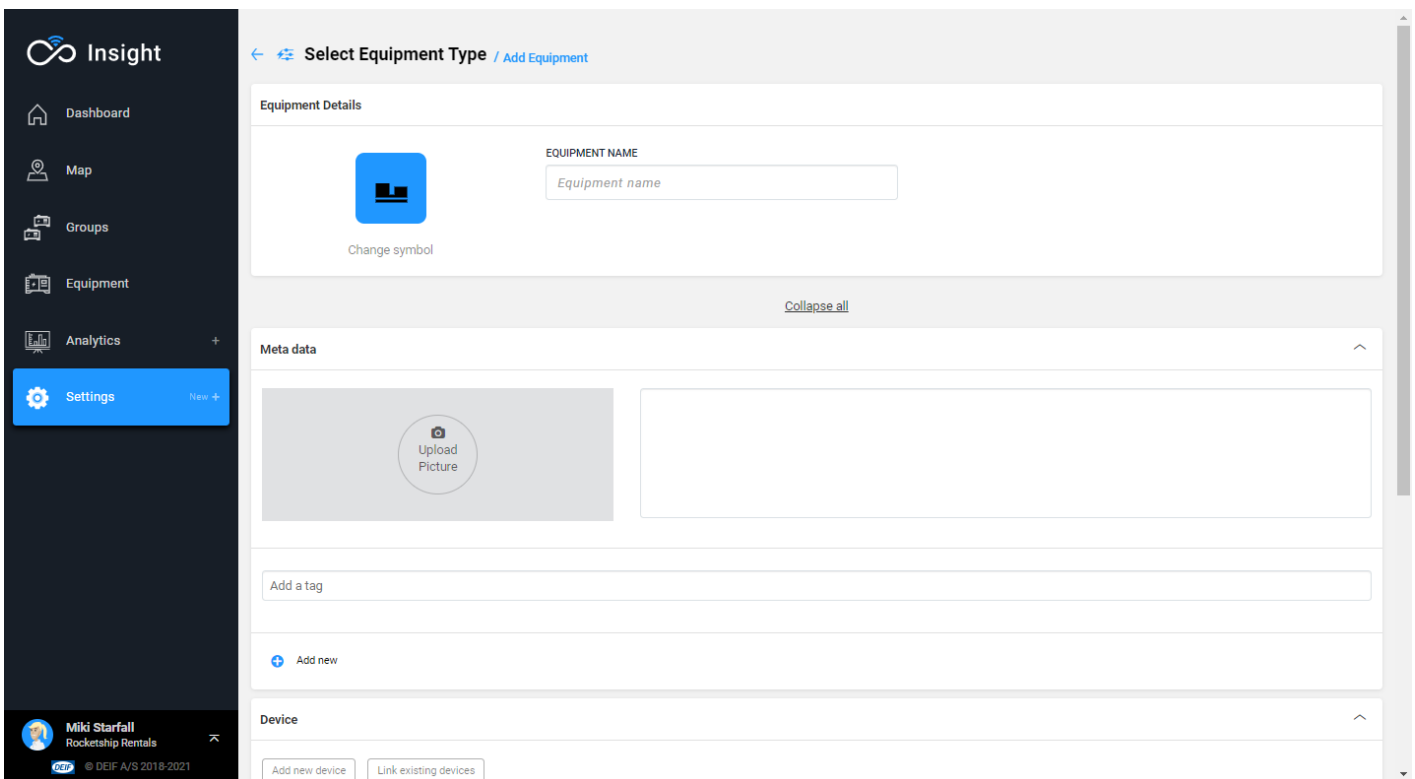 Insight
Dashboard
Map
Groups
Equipment
Analytics +
Settings New +
Miki Starfall
Rocketship Rentals
DEIF © DEIF A/S 2018-2021
Select Equipment Type / Add Equipment
Equipment Details
Change symbol
EQUIPMENT NAME
Equipment name
Collapse all
Meta data
Upload
Picture
Add a tag
Add new
Device
Add new device Link existing devices